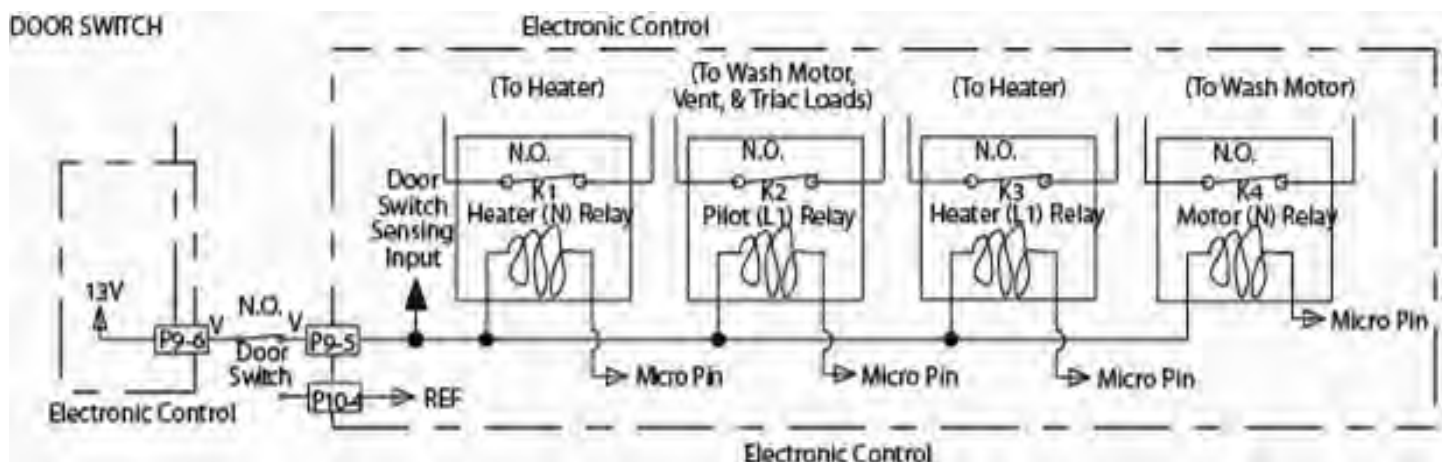 DOOR SWITCH
Electronic Control
(To Heater)
(To Wash Motor,
Vent, & Triac Loads)
(To Heater)
(To Wash Motor)
N.O.
N.O.
N.O.
N.O.
K1
K2
K3
K4
Heater (N) Relay
Pilot (L1) Relay
Heater (L1) Relay
Motor (N) Relay
Door
Switch
Sensing
Input
13V
N.O.
P9-6
V
V
P9-5
Door
Switch
Micro Pin
Micro Pin
Micro Pin
Micro Pin
P10-4
REF
Electronic Control
Electronic Control